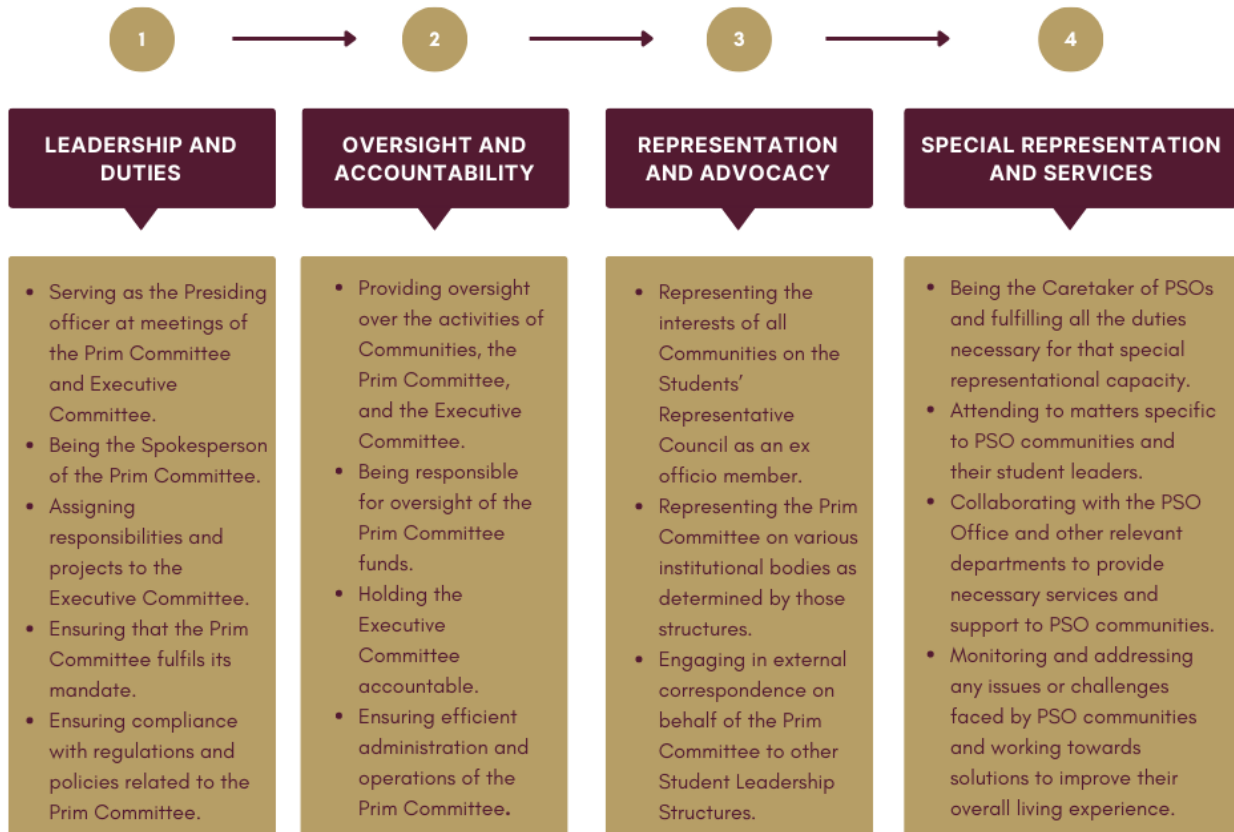 1
2
3
4
LEADERSHIP AND
DUTIES
• Serving as the Presiding
officer at meetings of
the Prim Committee
and Executive
Committee.
• Being the Spokesperson
of the Prim Committee.
• Assigning
responsibilities and
projects to the
Executive Committee.
• Ensuring that the Prim
Committee fulfils its
mandate.
• Ensuring compliance
with regulations and
policies related to the
Prim Committee.
OVERSIGHT AND
ACCOUNTABILITY
• Providing oversight
over the activities of
Communities, the
Prim Committee,
and the Executive
Committee.
• Being responsible
for oversight of the
Prim Committee
funds.
• Holding the
Executive
Committee
accountable.
• Ensuring efficient
administration and
operations of the
Prim Committee.
REPRESENTATION
AND ADVOCACY
• Representing the
interests of all
Communities on the
Students’
Representative
Council as an ex
officio member.
• Representing the Prim
Committee on various
institutional bodies as
determined by those
structures.
• Engaging in external
correspondence on
behalf of the Prim
Committee to other
Student Leadership
Structures.
SPECIAL REPRESENTATION
AND SERVICES
• Being the Caretaker of PSOs
and fulfilling all the duties
necessary for that special
representational capacity.
• Attending to matters specific
to PSO communities and
their student leaders.
• Collaborating with the PSO
Office and other relevant
departments to provide
necessary services and
support to PSO communities.
• Monitoring and addressing
any issues or challenges
faced by PSO communities
and working towards
solutions to improve their
overall living experience.